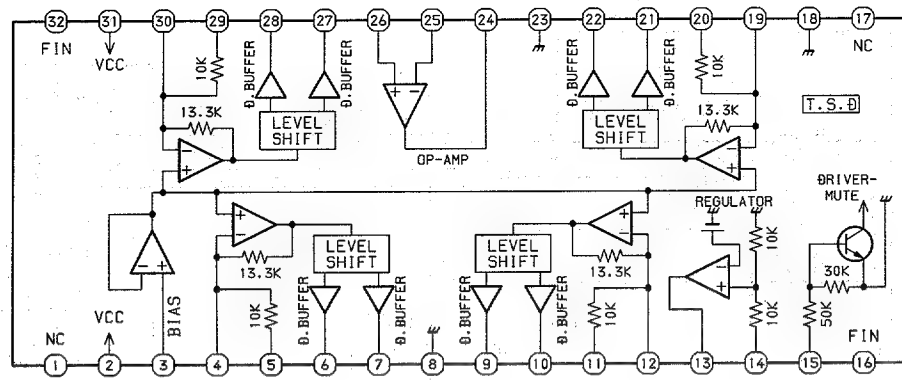 32 31 30 29 28 27 26 25 24 23 22 21 20 19 18 17
FIN VCC 10K Đ.BUFFER Đ.BUFFER Đ.BUFFER Đ.BUFFER 10K NC
13.3K LEVEL SHIFT OP-AMP LEVEL SHIFT 13.3K T.S.Đ
− + + − − +
ĐRIVER-MUTE
REGULATOR
+ − + − − + 10K
13.3K LEVEL SHIFT LEVEL SHIFT 13.3K 30K
− + BIAS 10K Đ.BUFFER Đ.BUFFER Đ.BUFFER Đ.BUFFER 10K 10K 50K
NC VCC FIN
1 2 3 4 5 6 7 8 9 10 11 12 13 14 15 16